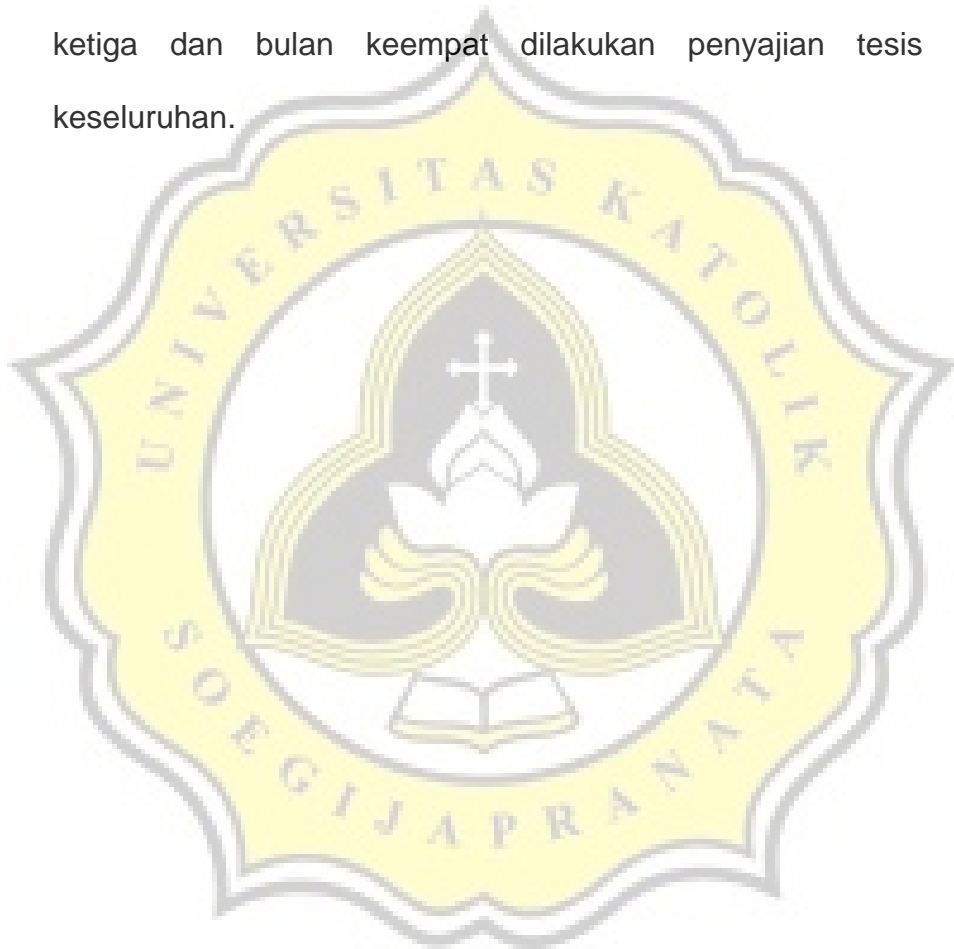 ketiga dan bulan keempat dilakukan penyajian tesis
keseluruhan.
UNIVERSITAS KATOLIK
SOEGIJAPRANATA